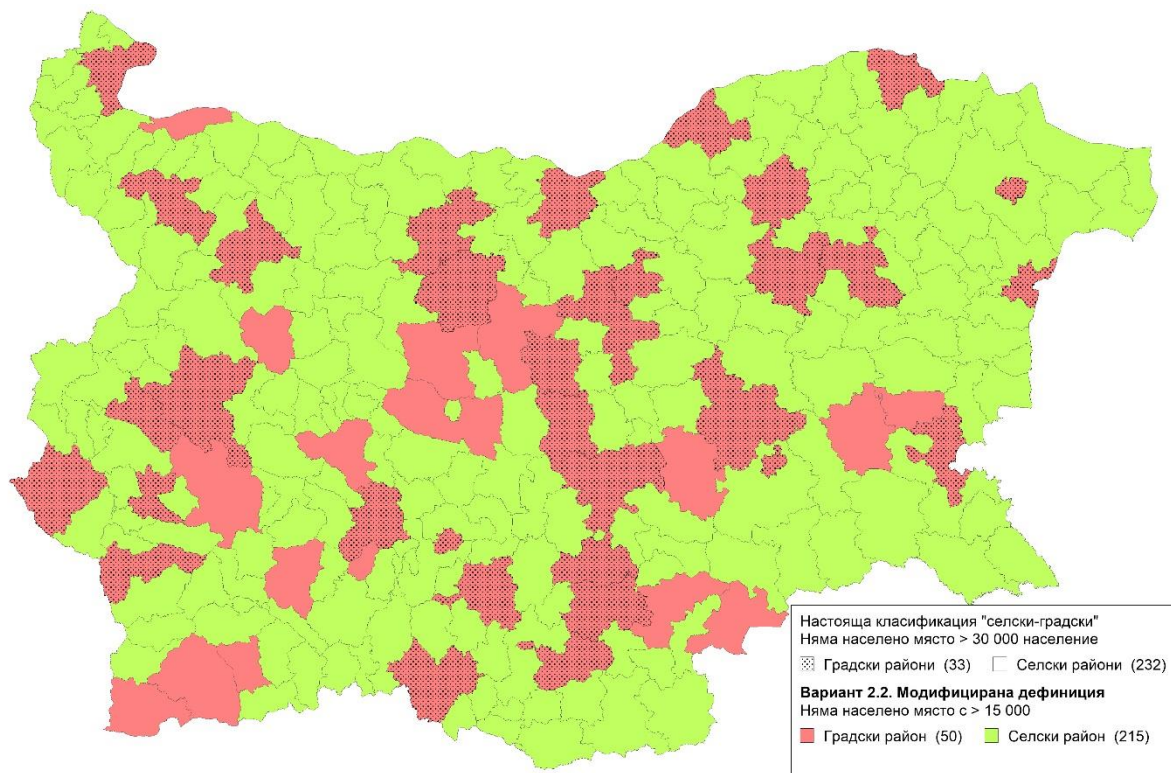 Настояща класификация "селски-градски"
Няма населено място > 30 000 население
Градски райони (33) Селски райони (232)
Вариант 2.2. Модифицирана дефиниция
Няма населено място с > 15 000
Градски район (50) Селски район (215)